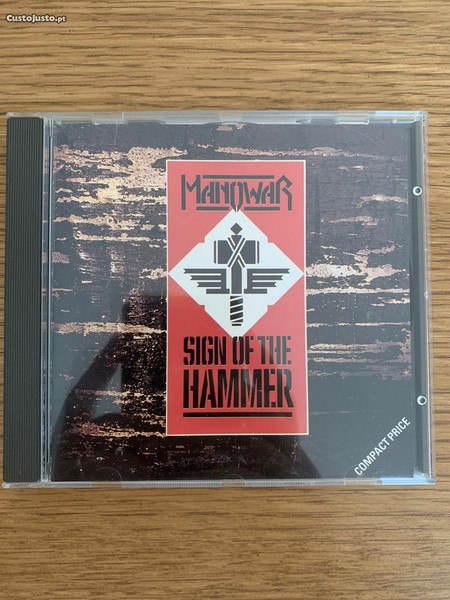 CustoJusto.pt
MANOWAR
SIGN OF THE
HAMMER
COMPACT PRICE